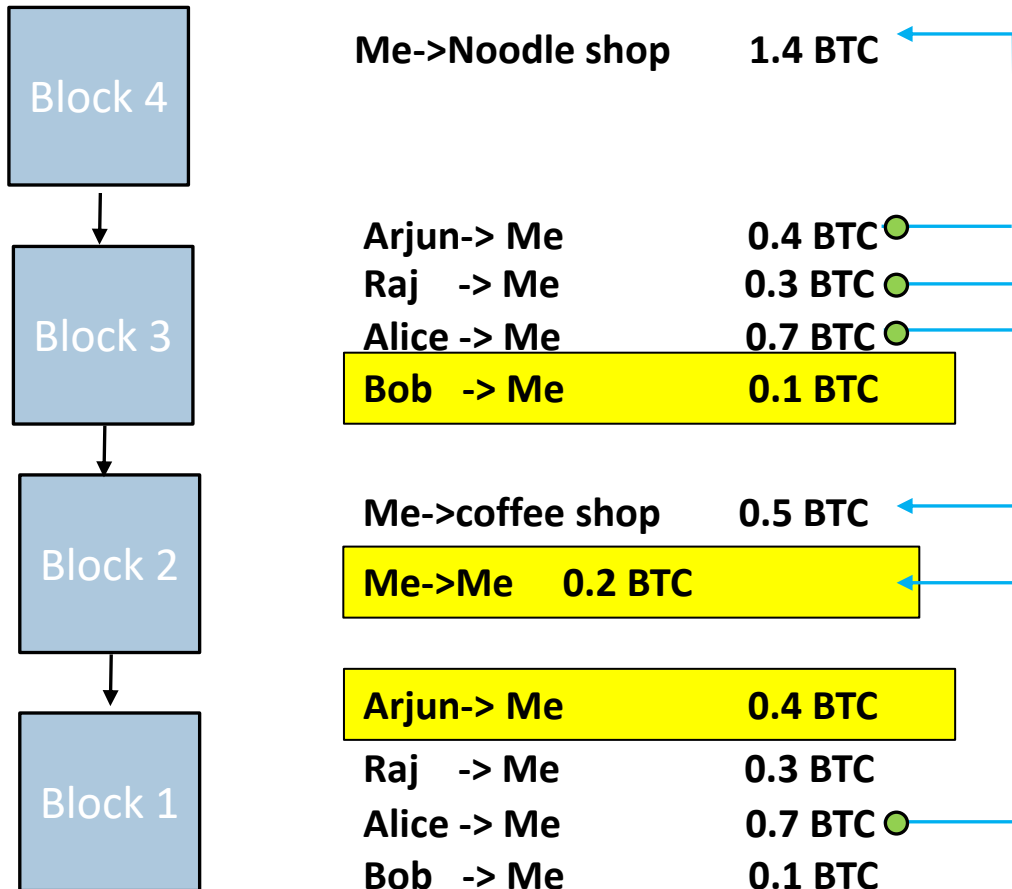 Block 4
Me->Noodle shop 1.4 BTC
Block 3
Arjun-> Me 0.4 BTC
Raj -> Me 0.3 BTC
Alice -> Me 0.7 BTC
Bob -> Me 0.1 BTC
Block 2
Me->coffee shop 0.5 BTC
Me->Me 0.2 BTC
Block 1
Arjun-> Me 0.4 BTC
Raj -> Me 0.3 BTC
Alice -> Me 0.7 BTC
Bob -> Me 0.1 BTC